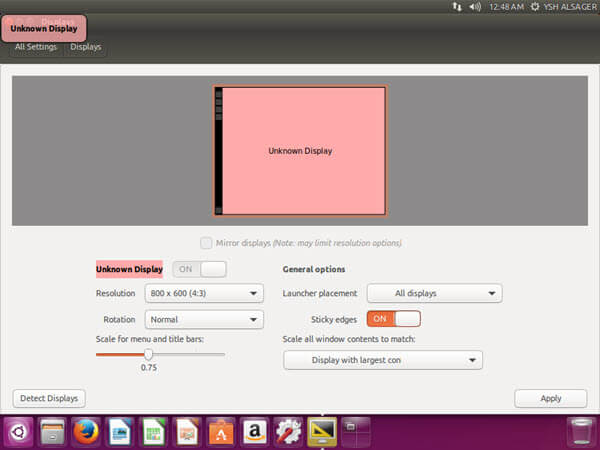 12:48 AM YSH ALSAGER
Displays
Unknown Display
All Settings Displays
Unknown Display
Mirror displays (Note: may limit resolution options)
Unknown Display ON
Resolution 800 x 600 (4:3)
Rotation Normal
Scale for menu and title bars:
0.75
General options
Launcher placement All displays
Sticky edges ON
Scale all window contents to match:
Display with largest con
Detect Displays
Apply
a